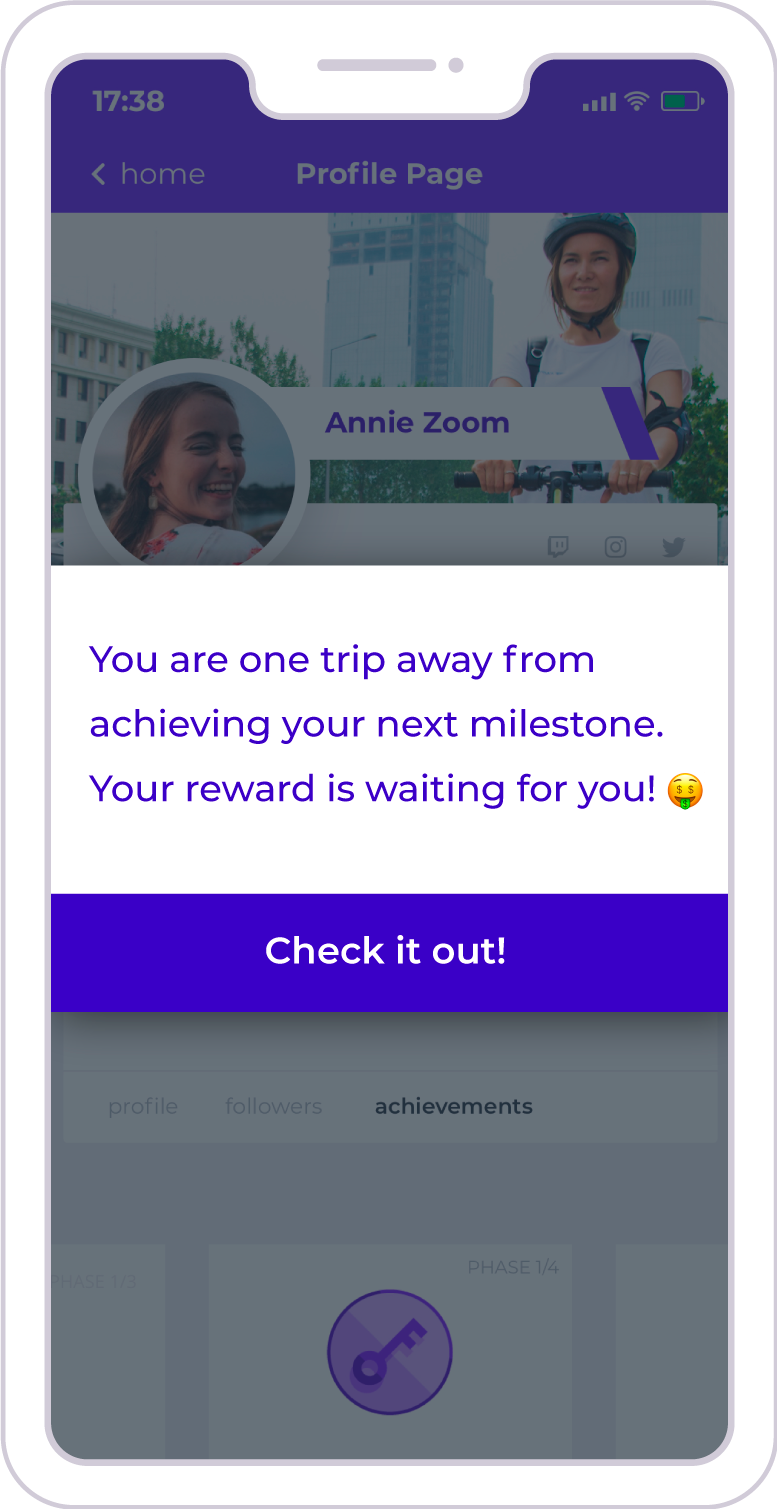 17:38
home
Profile Page
Annie Zoom
You are one trip away from
achieving your next milestone.
Your reward is waiting for you! 🤑
Check it out!
profile followers achievements
PHASE 1/4
PHASE 1/3